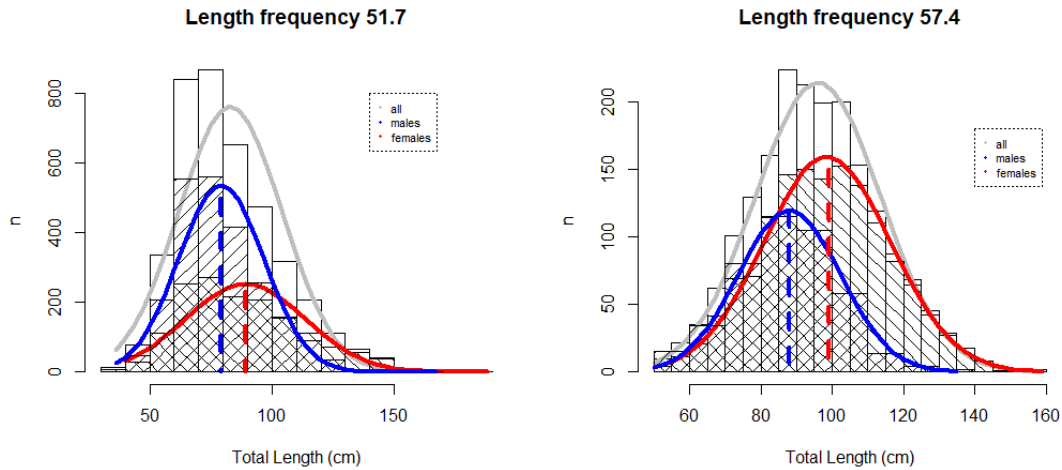 Length frequency 51.7
n
0
200
400
600
800
50
100
150
Total Length (cm)
all
males
females
Length frequency 57.4
n
0
50
100
150
200
60
80
100
120
140
160
Total Length (cm)
all
males
females